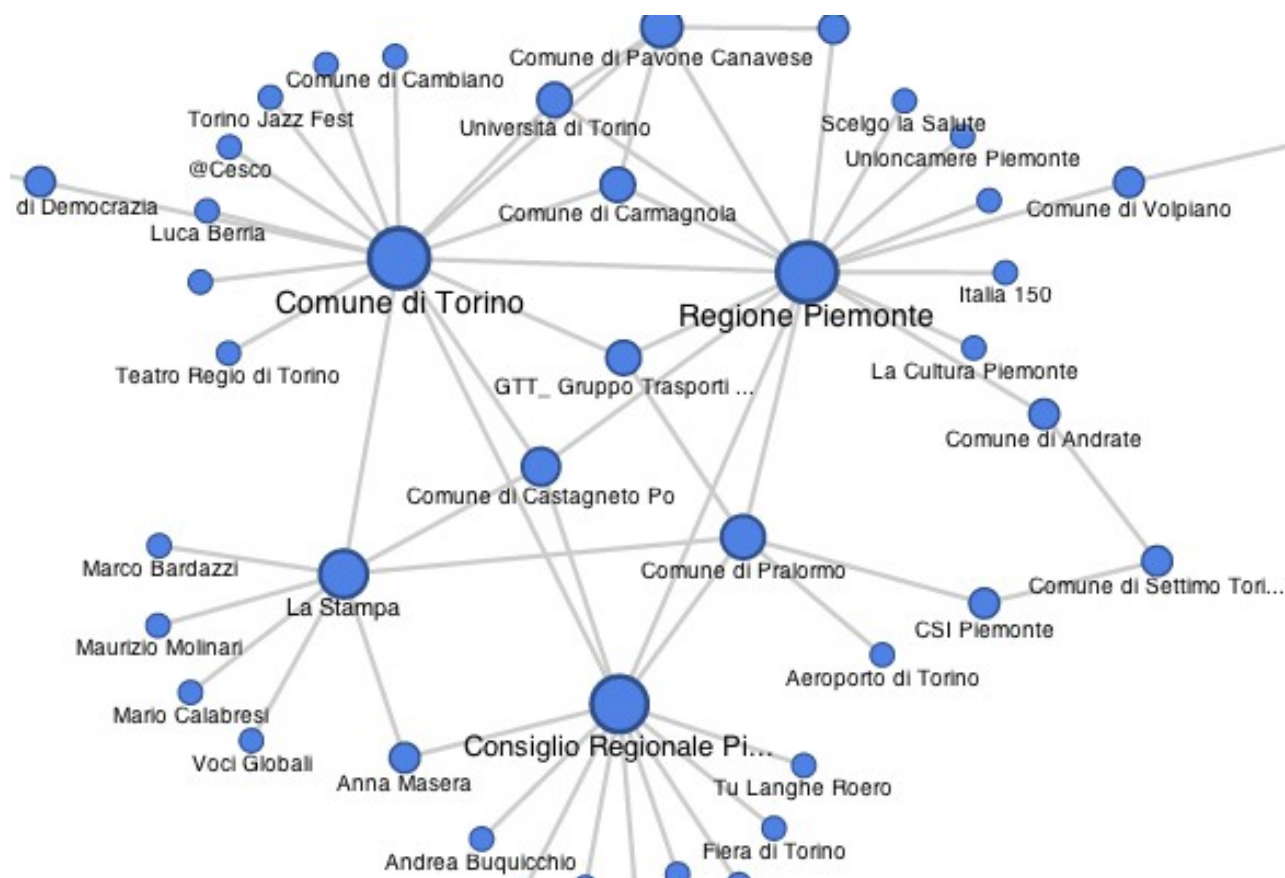 Comune di Pavone Canavese
Comune di Cambiano
Torino Jazz Fest
Università di Torino
Scelgo la Salute
Unioncamere Piemonte
@Cesco
di Democrazia
Luca Berria
Comune di Carmagnola
Comune di Volpiano
Comune di Torino
Regione Piemonte
Italia 150
Teatro Regio di Torino
GTT_ Gruppo Trasporti ...
La Cultura Piemonte
Comune di Andrate
Comune di Castagneto Po
Marco Bardazzi
La Stampa
Comune di Pralormo
Comune di Settimo Tori...
CSI Piemonte
Maurizio Molinari
Aeroporto di Torino
Mario Calabresi
Voci Globali
Consiglio Regionale Pi...
Anna Masera
Tu Langhe Roero
Andrea Buquicchio
Fiera di Torino